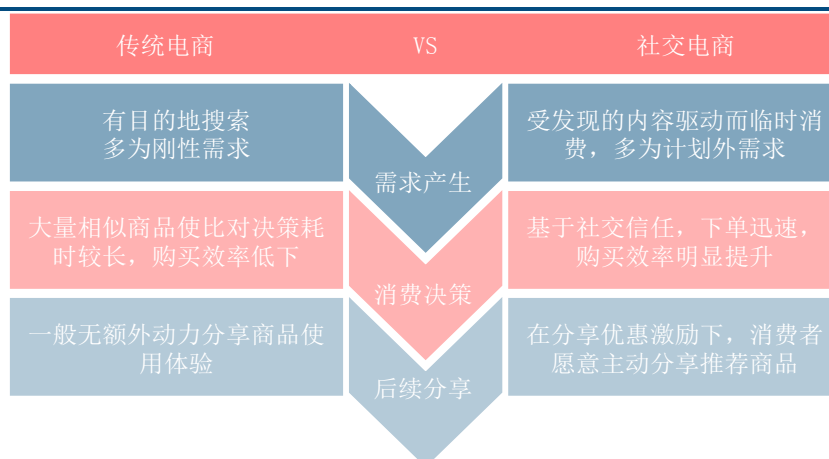 传统电商
VS
社交电商
有目的地搜索
多为刚性需求
需求产生
受发现的内容驱动而临时消
费，多为计划外需求
大量相似商品使比对决策耗
时较长，购买效率低下
消费决策
基于社交信任，下单迅速，
购买效率明显提升
一般无额外动力分享商品使
用体验
后续分享
在分享优惠激励下，消费者
愿意主动分享推荐商品